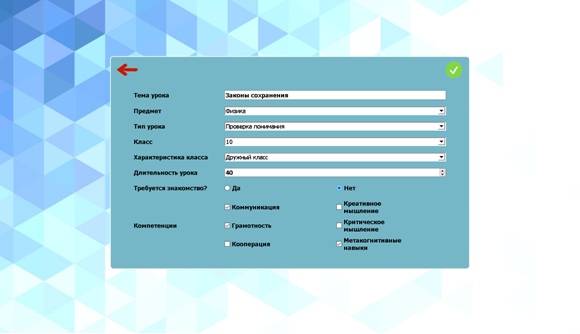 Тема урока Законы сохранения
Предмет Физика
Тип урока Проверка понимания
Класс 10
Характеристика класса Дружный класс
Длительность урока 40
Требуется знакомство? Да Нет
Коммуникация Креативное
мышление
Компетенции Грамотность Критическое
мышление
Кооперация Метакогнитивные
навыки